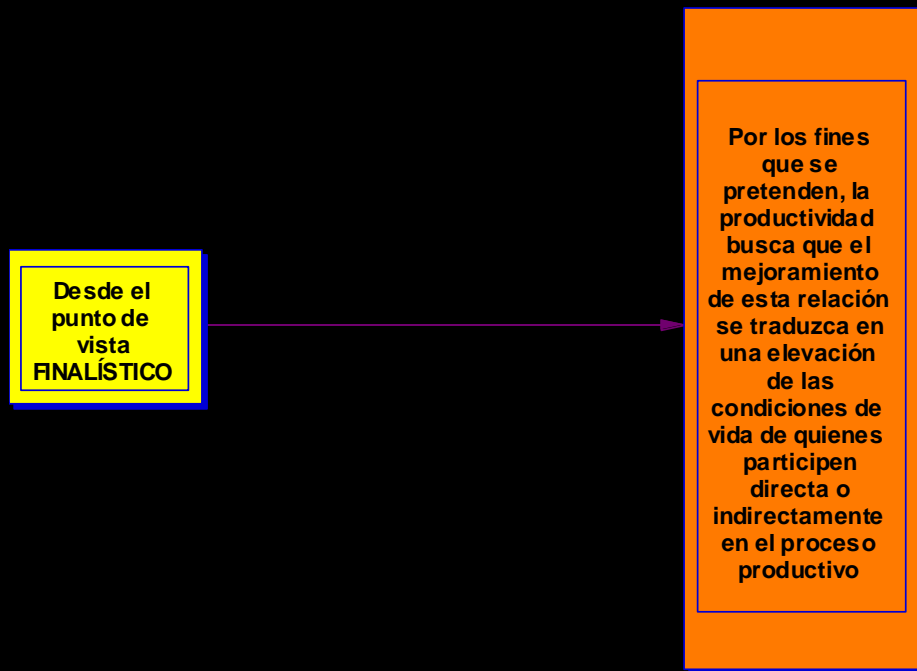 Desde el
punto de
vista
FINALÍSTICO
Por los fines
que se
pretenden, la
productividad
busca que el
mejoramiento
de esta relación
se traduzca en
una elevación
de las
condiciones de
vida de quienes
participen
directa o
indirectamente
en el proceso
productivo